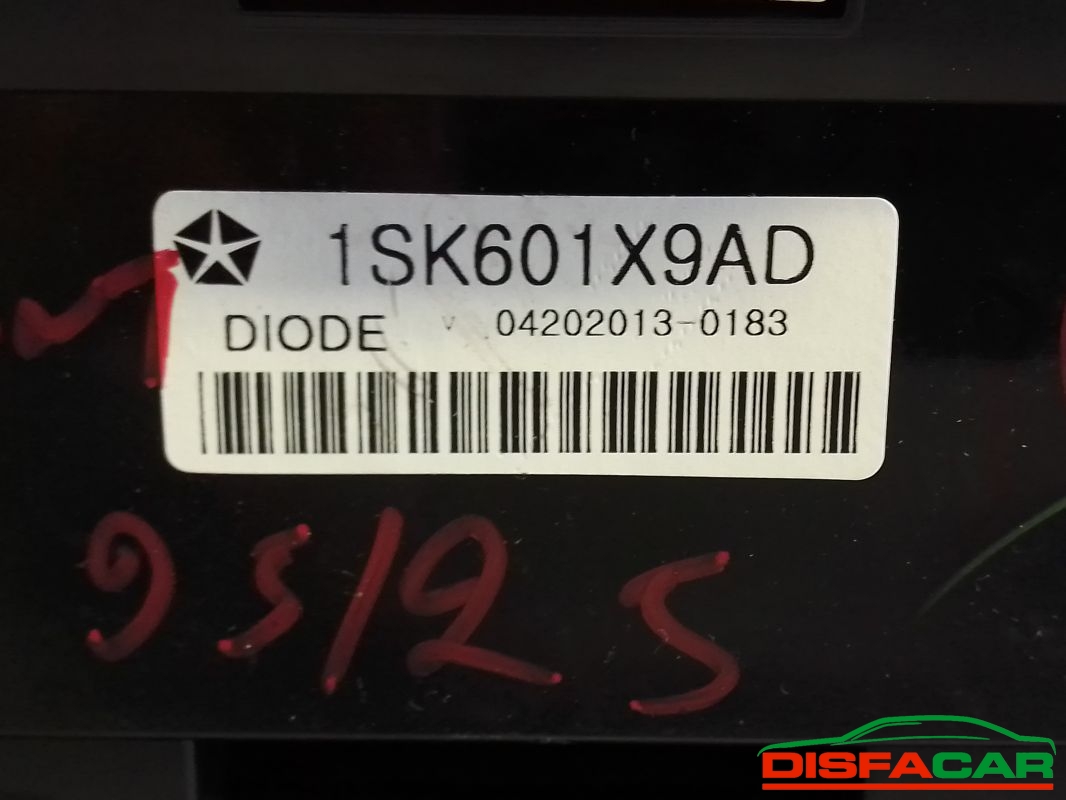 1SK601X9AD
DIODE v 04202013-0183
95125
DISFACAR